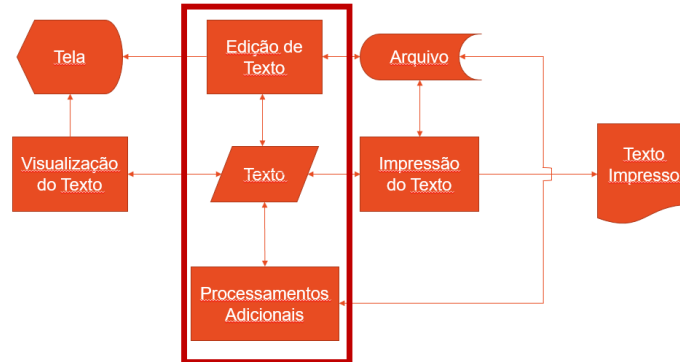 Tela
Edição de
Texto
Arquivo
Visualização
do Texto
Texto
Impressão
do Texto
Texto
Impresso
Processamentos
Adicionais